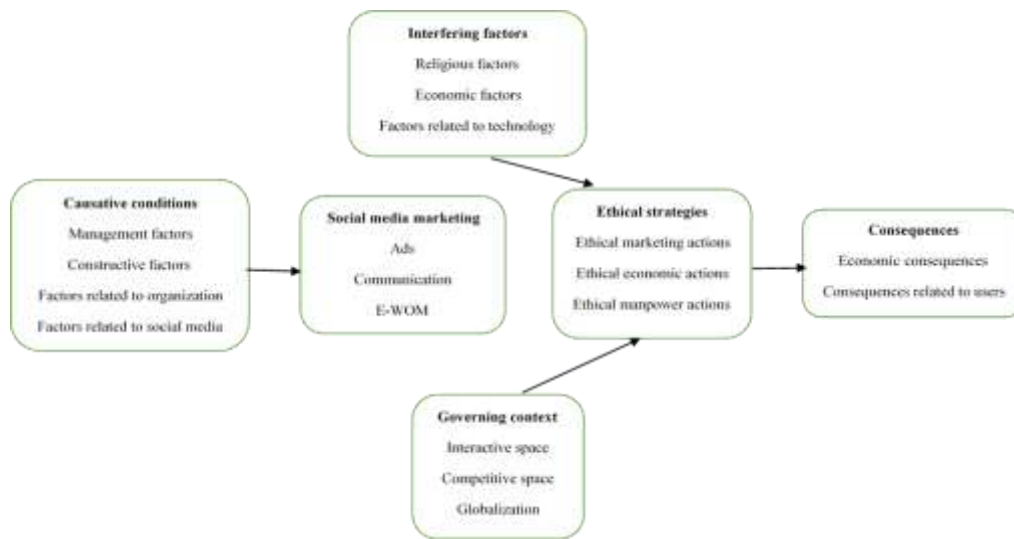 Interfering factors
Religious factors
Economic factors
Factors related to technology
Causative conditions
Management factors
Constructive factors
Factors related to organization
Factors related to social media
Social media marketing
Ads
Communication
E-WOM
Ethical strategies
Ethical marketing actions
Ethical economic actions
Ethical manpower actions
Consequences
Economic consequences
Consequences related to users
Governing context
Interactive space
Competitive space
Globalization